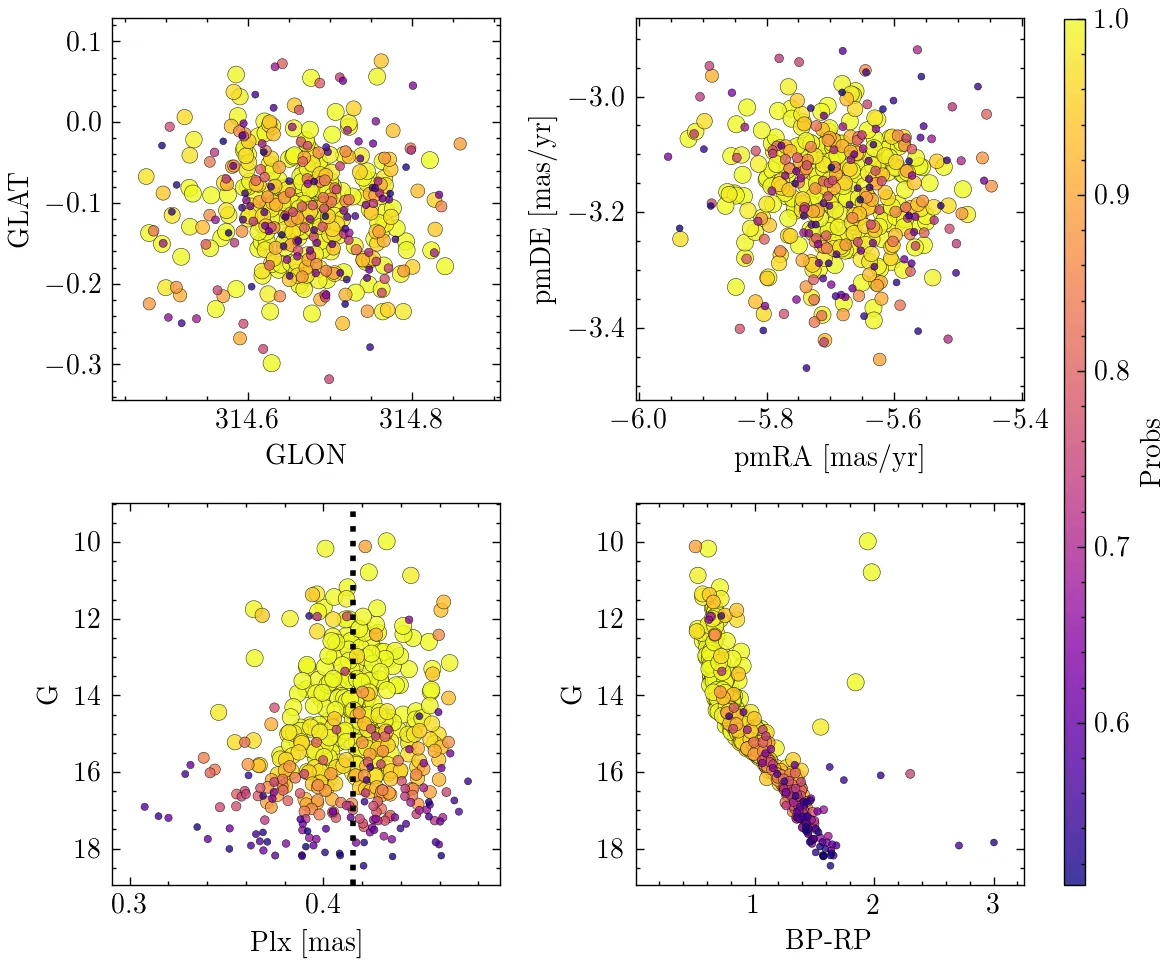 0.1
0.0
−0.1
−0.2
−0.3
GLAT
314.6 314.8
GLON
−3.0
−3.2
−3.4
pmDE [mas/yr]
−6.0 −5.8 −5.6 −5.4
pmRA [mas/yr]
10
12
14
16
18
G
0.3 0.4
Plx [mas]
10
12
14
16
18
G
1 2 3
BP-RP
1.0
0.9
0.8
0.7
0.6
Probs